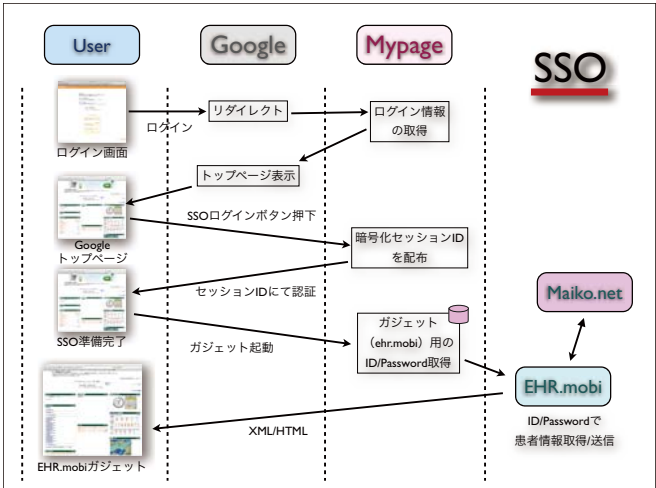 User
Google
Mypage
SSO
リダイレクト
ログイン情報
の取得
ログイン
ログイン画面
トップページ表示
SSOログインボタン押下
Google
トップページ
暗号化セッションID
を配布
セッションIDにて認証
Maiko.net
SSO準備完了
ガジェット起動
ガジェット
（ehr.mobi）用の
ID/Password取得
EHR.mobi
ID/Passwordで
患者情報取得/送信
XML/HTML
EHR.mobiガジェット